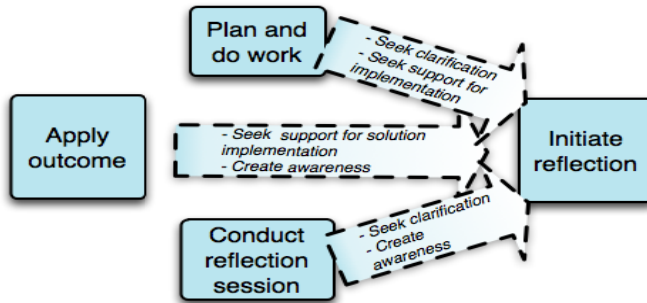 Plan and
do work
- Seek clarification
- Seek support for
implementation
Apply
outcome
- Seek support for solution
implementation
- Create awareness
Initiate
reflection
Conduct
reflection
session
- Seek clarification
- Create
awareness